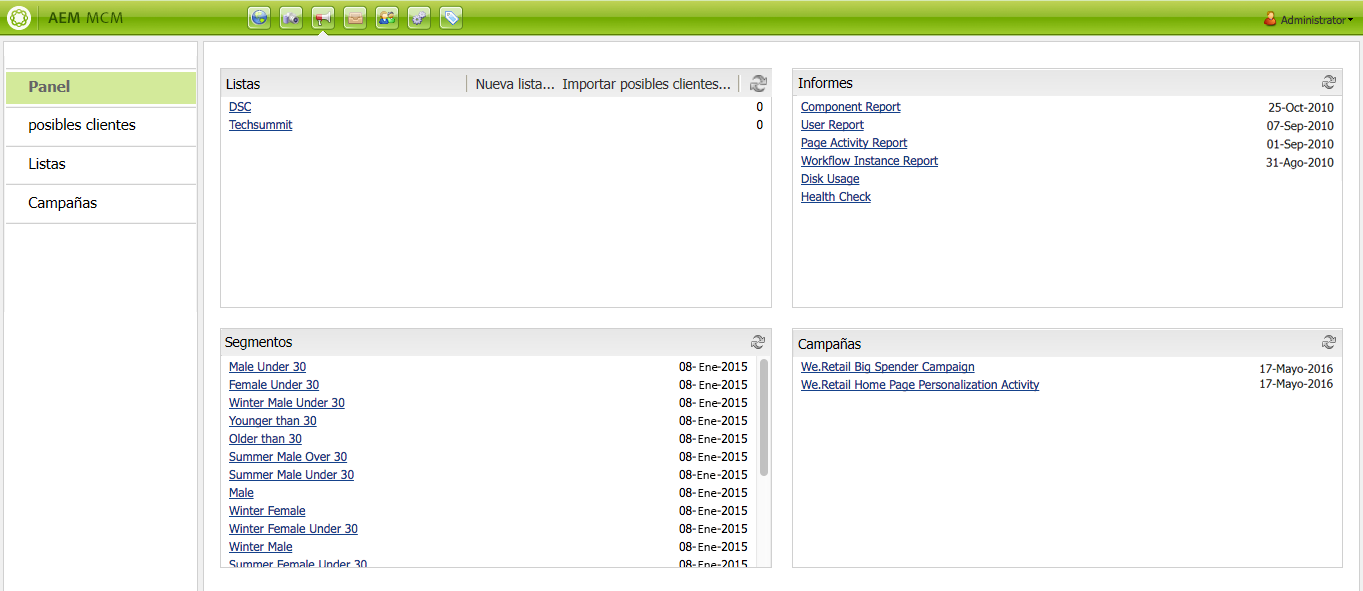 AEM MCM
Administrator
Panel
posibles clientes
Listas
Campañas
Listas Nueva lista... Importar posibles clientes...
DSC 0
Techsummit 0
Informes
Component Report 25-Oct-2010
User Report 07-Sep-2010
Page Activity Report 01-Sep-2010
Workflow Instance Report 31-Ago-2010
Disk Usage
Health Check
Segmentos
Male Under 30 08-Ene-2015
Female Under 30 08-Ene-2015
Winter Male Under 30 08-Ene-2015
Younger than 30 08-Ene-2015
Older than 30 08-Ene-2015
Summer Male Over 30 08-Ene-2015
Summer Male Under 30 08-Ene-2015
Male 08-Ene-2015
Winter Female 08-Ene-2015
Winter Female Under 30 08-Ene-2015
Winter Male 08-Ene-2015
Summer Female Under 30 08-Ene-2015
Campañas
We.Retail Big Spender Campaign 17-Mayo-2016
We.Retail Home Page Personalization Activity 17-Mayo-2016